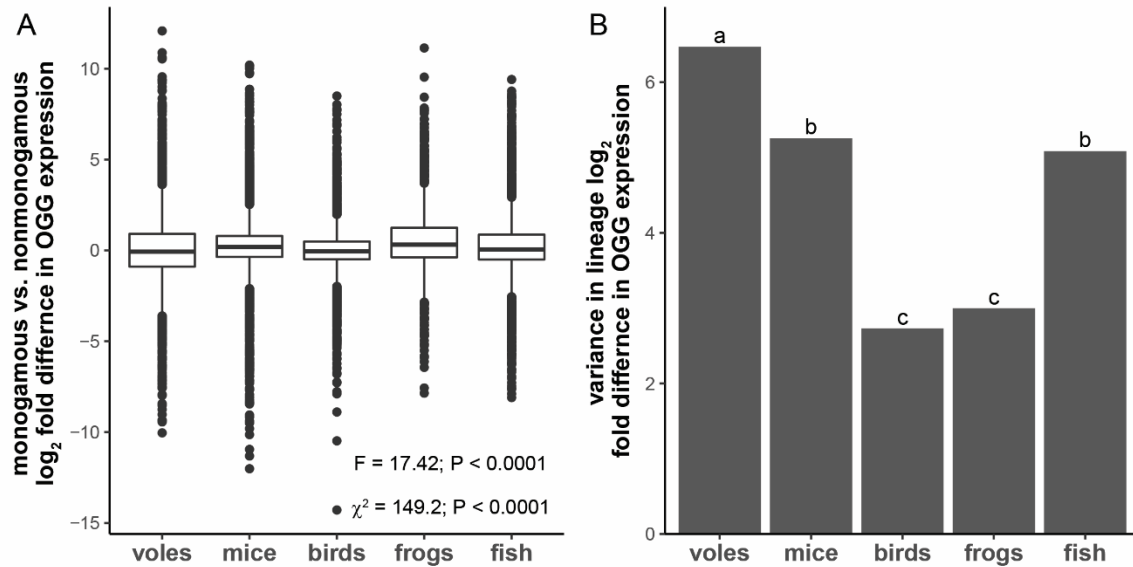 A
monogamous vs. nonmonogamous
log₂ fold differnce in OGG expression
10
5
0
−5
−10
−15
F = 17.42; P < 0.0001
χ² = 149.2; P < 0.0001
voles mice birds frogs fish
B
variance in lineage log₂
fold differnce in OGG expression
6
4
2
0
a
b
c
c
b
voles mice birds frogs fish